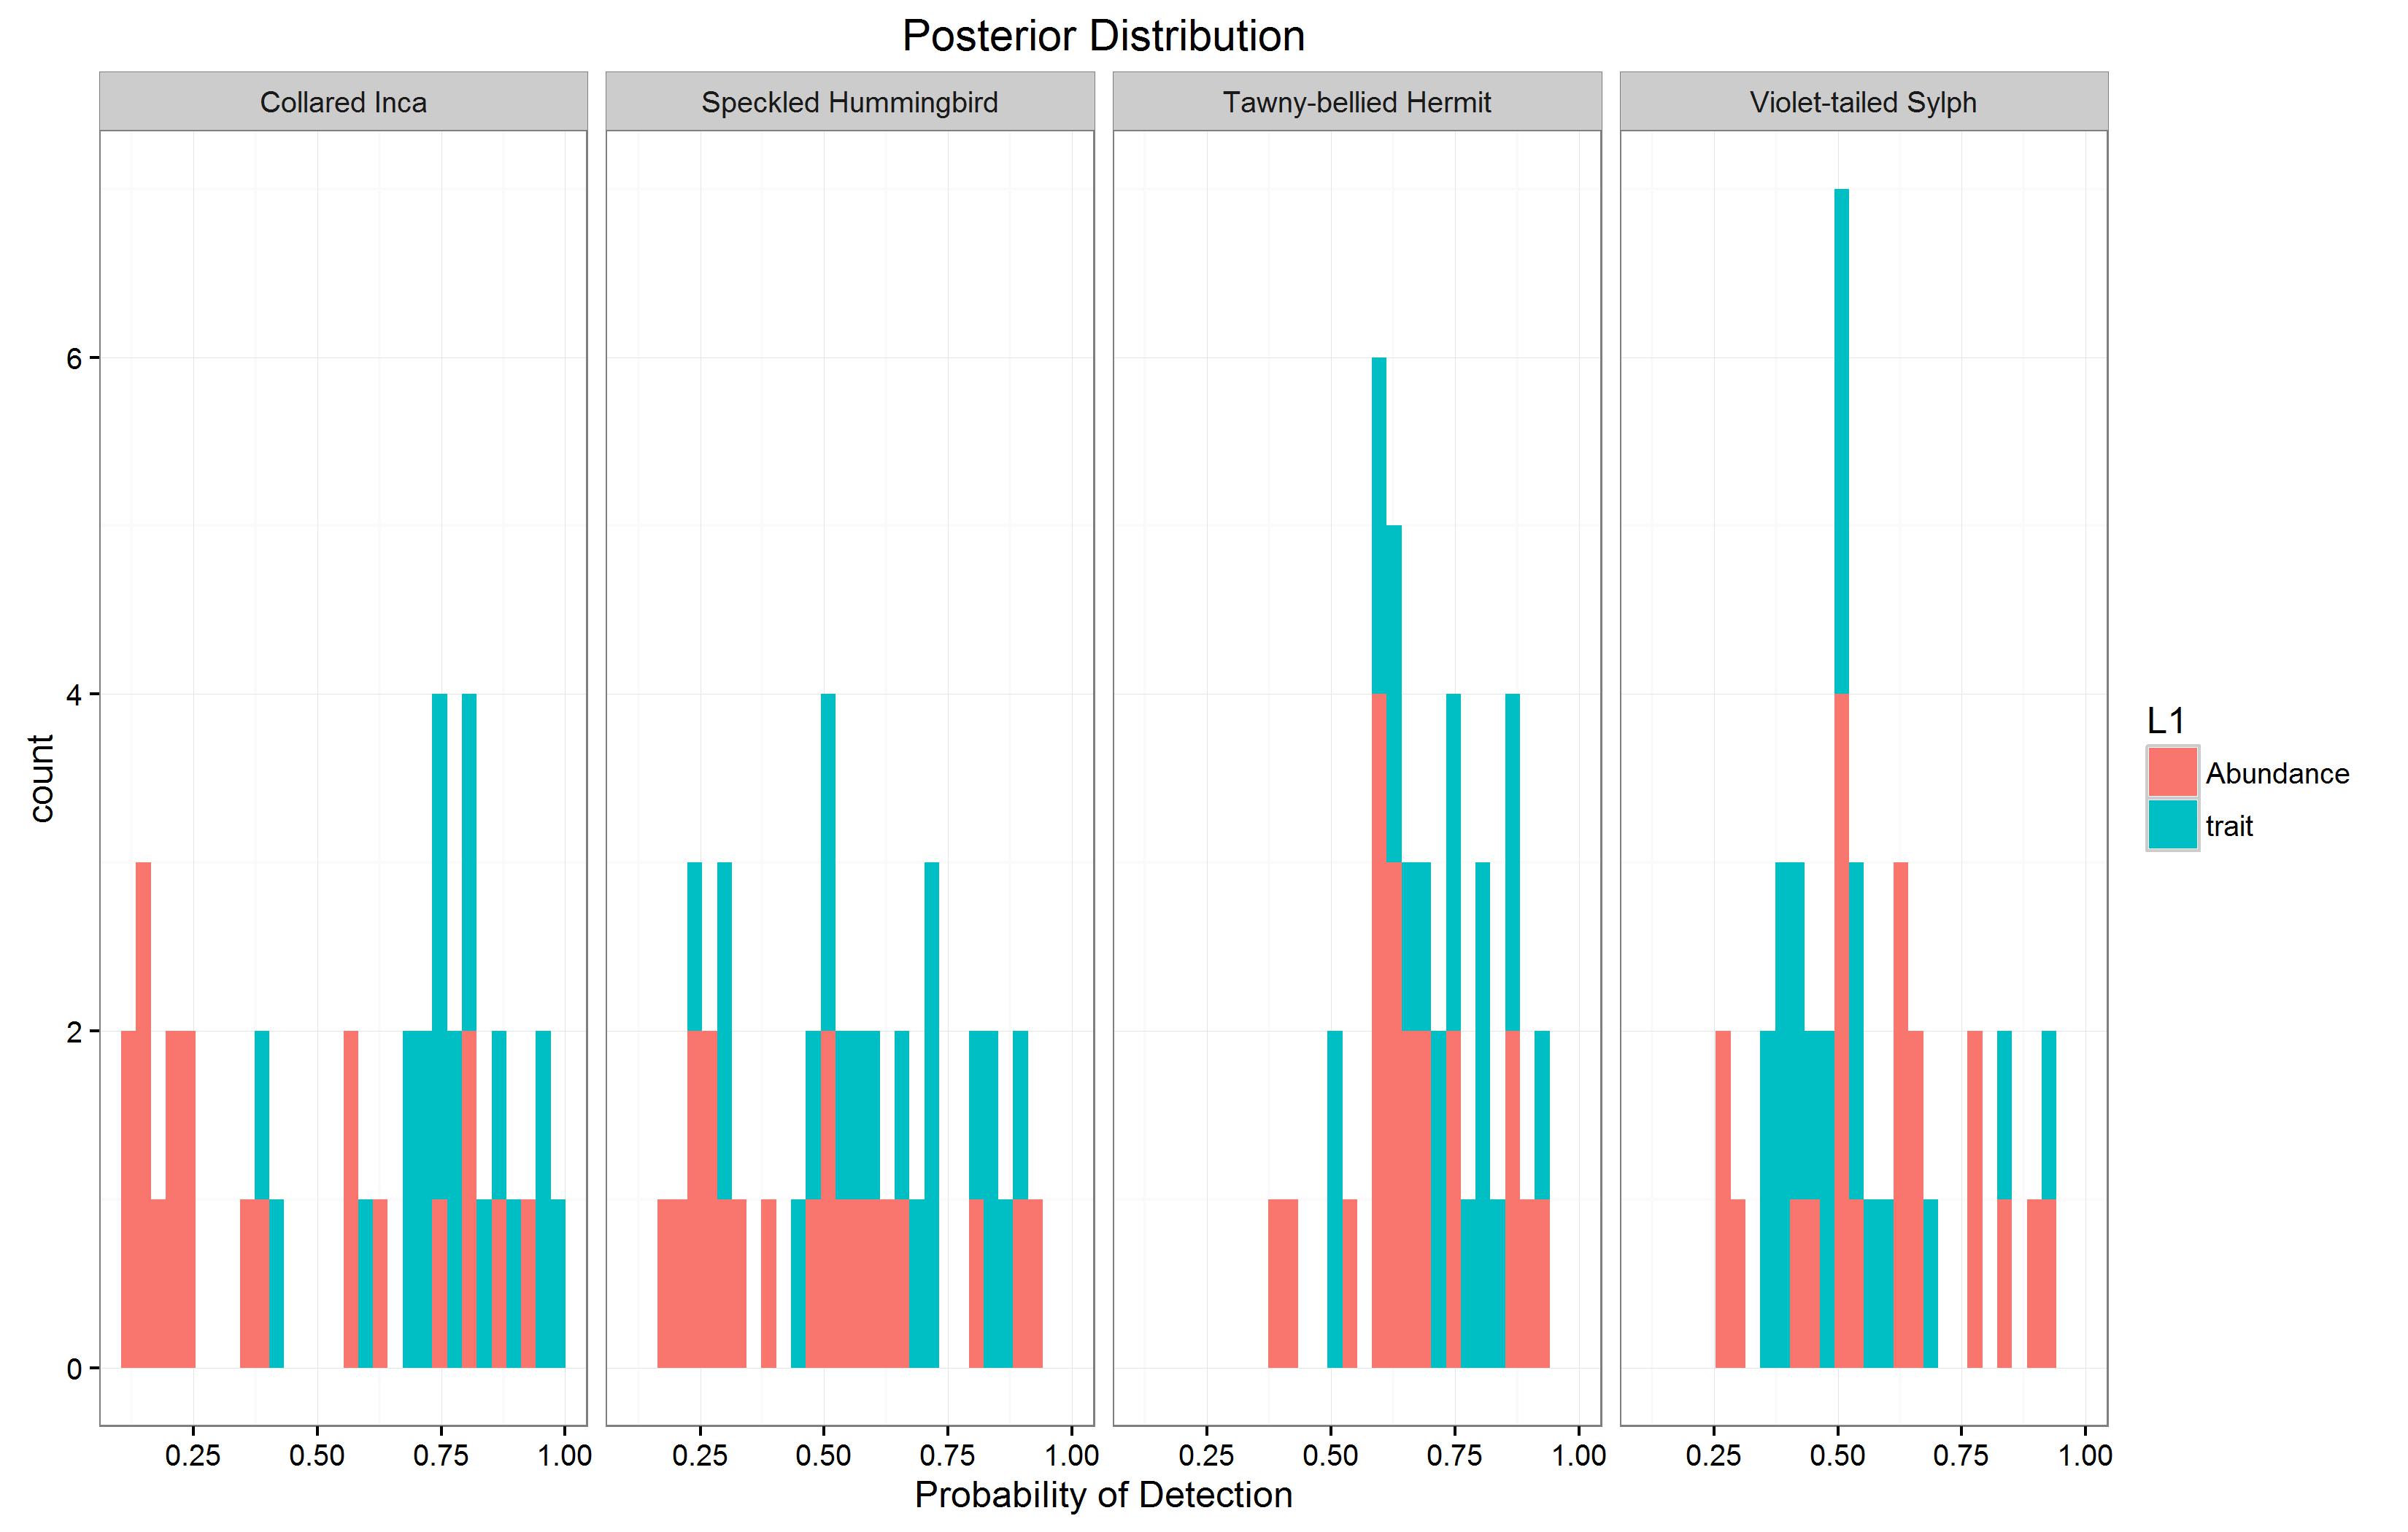 Posterior Distribution
Collared Inca
Speckled Hummingbird
Tawny-bellied Hermit
Violet-tailed Sylph
6
4
2
0
count
0.25 0.50 0.75 1.00
0.25 0.50 0.75 1.00
0.25 0.50 0.75 1.00
0.25 0.50 0.75 1.00
Probability of Detection
L1
Abundance
trait